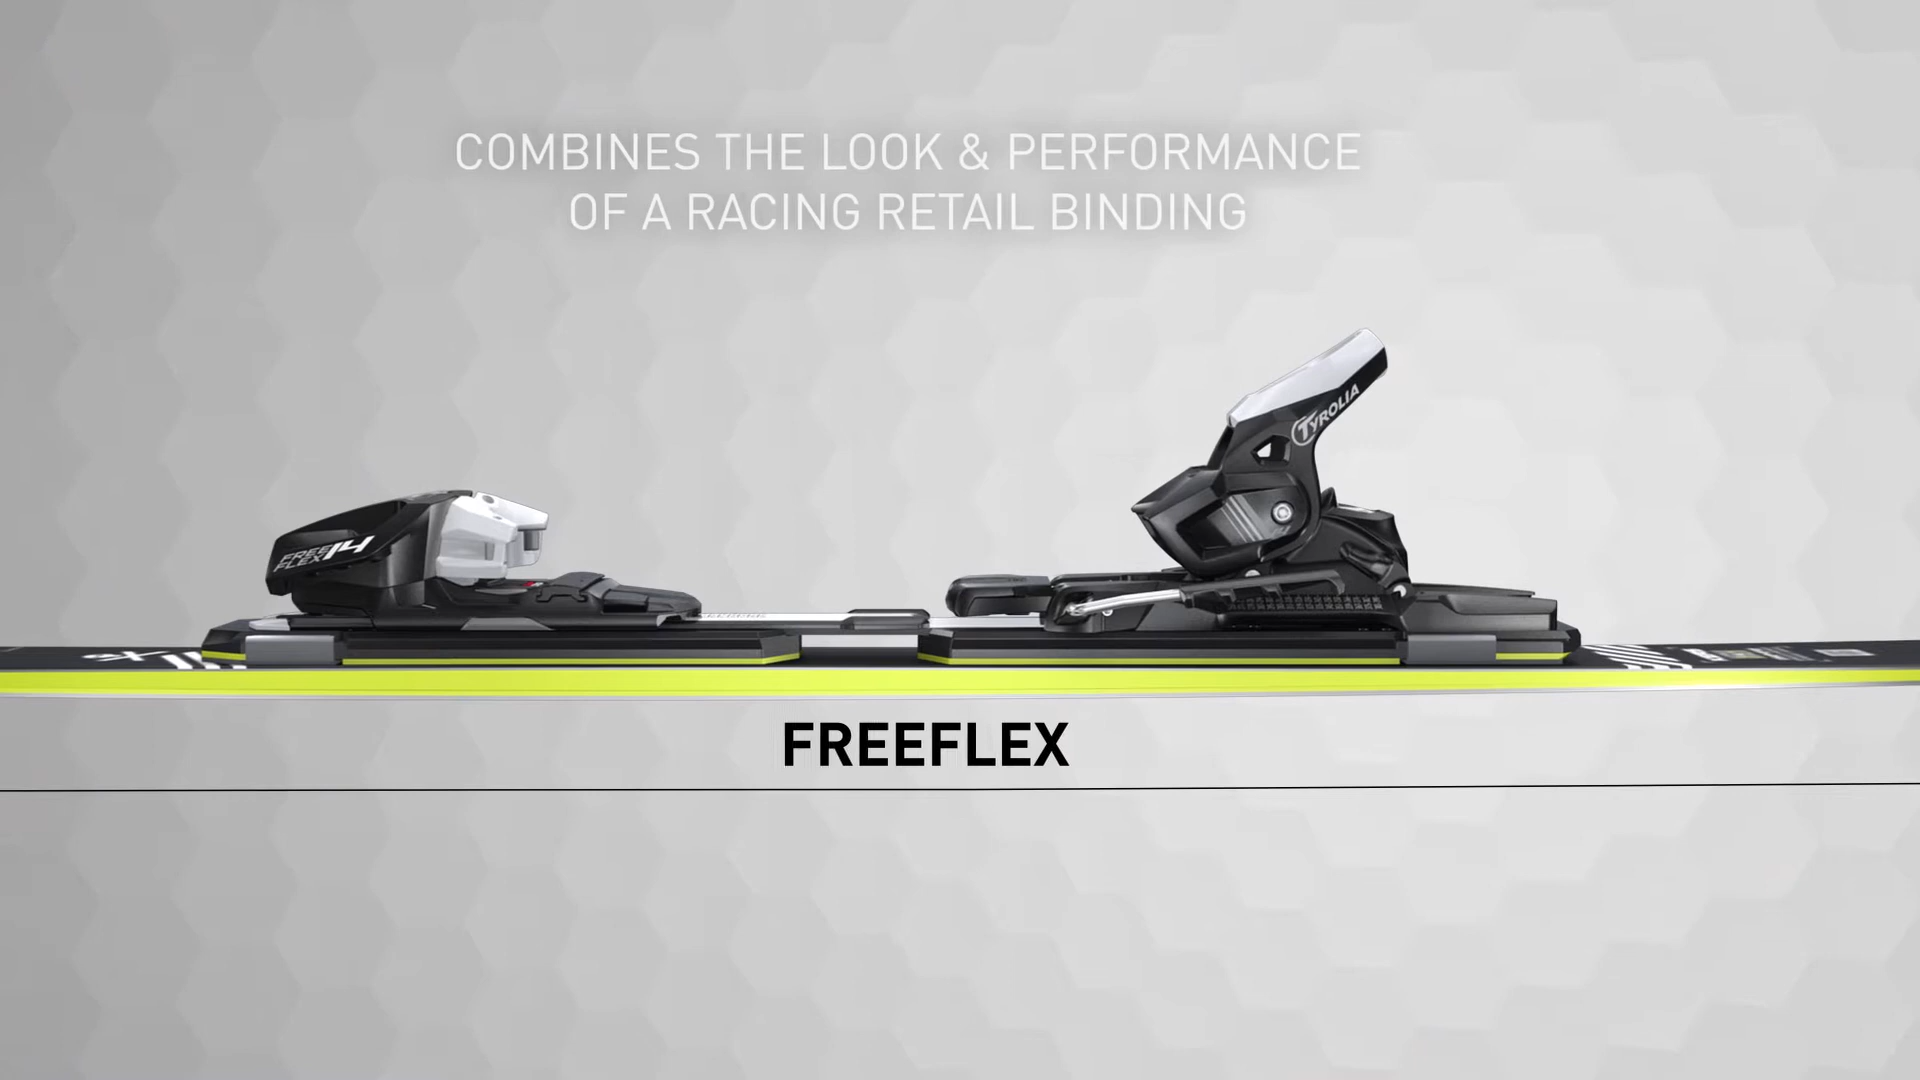 COMBINES THE LOOK & PERFORMANCE
OF A RACING RETAIL BINDING
TYROLIA
FREE
FLEX 14
FREEFLEX